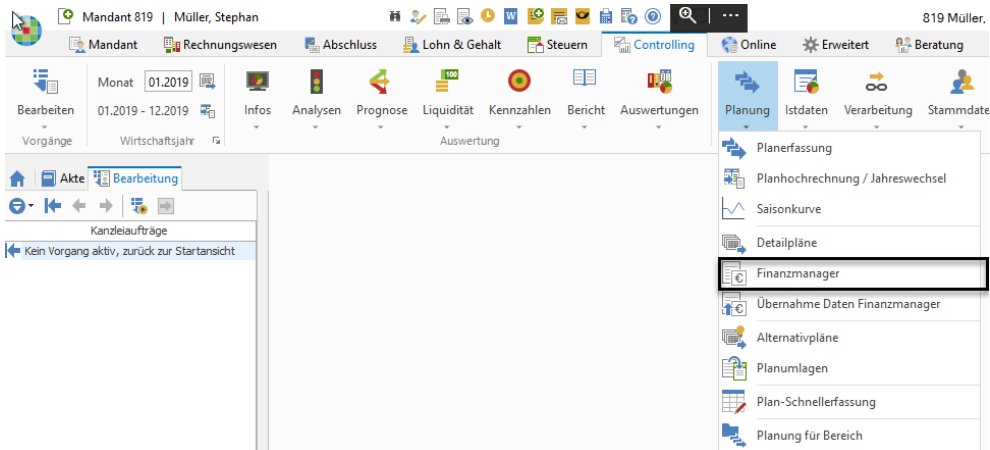 Mandant 819 | Müller, Stephan
819 Müller,
Mandant Rechnungswesen Abschluss Lohn & Gehalt Steuern Controlling Online Erweitert Beratung
Monat 01.2019
Bearbeiten 01.2019 - 12.2019 Infos Analysen Prognose Liquidität Kennzahlen Bericht Auswertungen Planung Istdaten Verarbeitung Stammdate
Vorgänge Wirtschaftsjahr Auswertung
Planerfassung
Akte Bearbeitung
Planhochrechnung / Jahreswechsel
Saisonkurve
Kanzleiaufträge
Kein Vorgang aktiv, zurück zur Startansicht
Detailpläne
Finanzmanager
Übernahme Daten Finanzmanager
Alternativpläne
Planumlagen
Plan-Schnellerfassung
Planung für Bereich